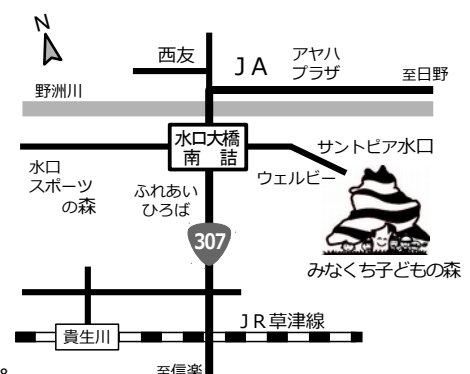 N
西友
JA
アヤハ
プラザ
至日野
野洲川
水口大橋
南詰
サントピア水口
水口
スポーツ
の森
ふれあい
ひろば
ウェルビー
307
みなくち子どもの森
JR草津線
貴生川
至信楽